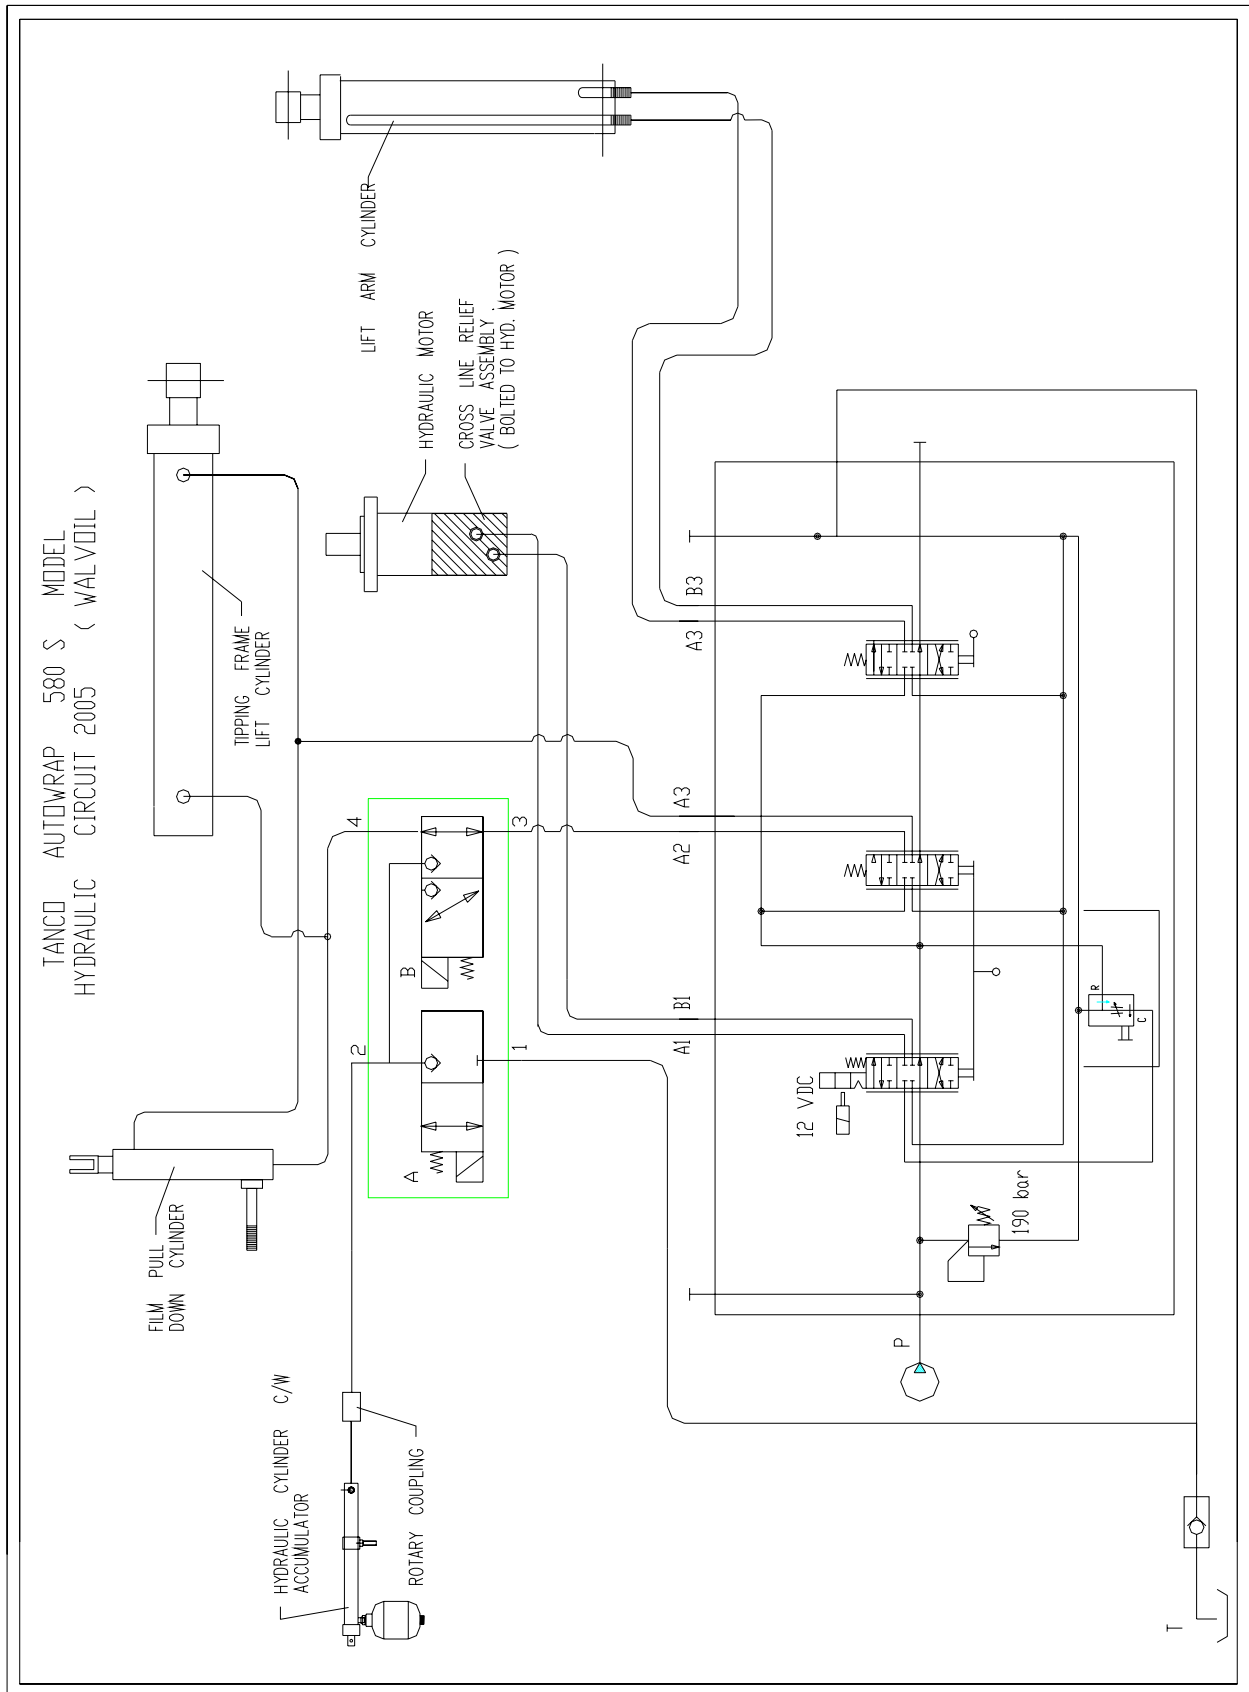 TANCO AUTOWRAP 580 S MODEL
HYDRAULIC CIRCUIT 2005 ( WALVOIL )
FILM PULL
DOWN CYLINDER
TIPPING FRAME
LIFT CYLINDER
LIFT ARM CYLINDER
HYDRAULIC MOTOR
CROSS LINE RELIEF
VALVE ASSEMBLY .
( BOLTED TO HYD. MOTOR )
HYDRAULIC CYLINDER C/W
ACCUMULATOR
ROTARY COUPLING
2
4
A
B
1
3
A1
B1
A2
A3
A3
B3
12 VDC
P
190 bar
R
C
T